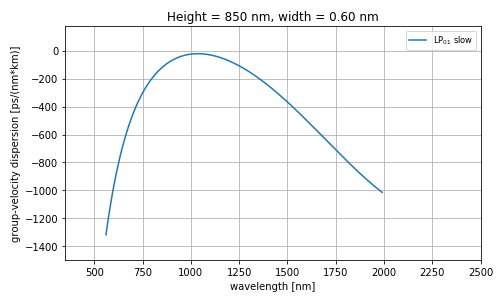 Height = 850 nm, width = 0.60 nm
LP₀₁ slow
group-velocity dispersion [ps/(nm*km)]
0
−200
−400
−600
−800
−1000
−1200
−1400
500 750 1000 1250 1500 1750 2000 2250 2500
wavelength [nm]